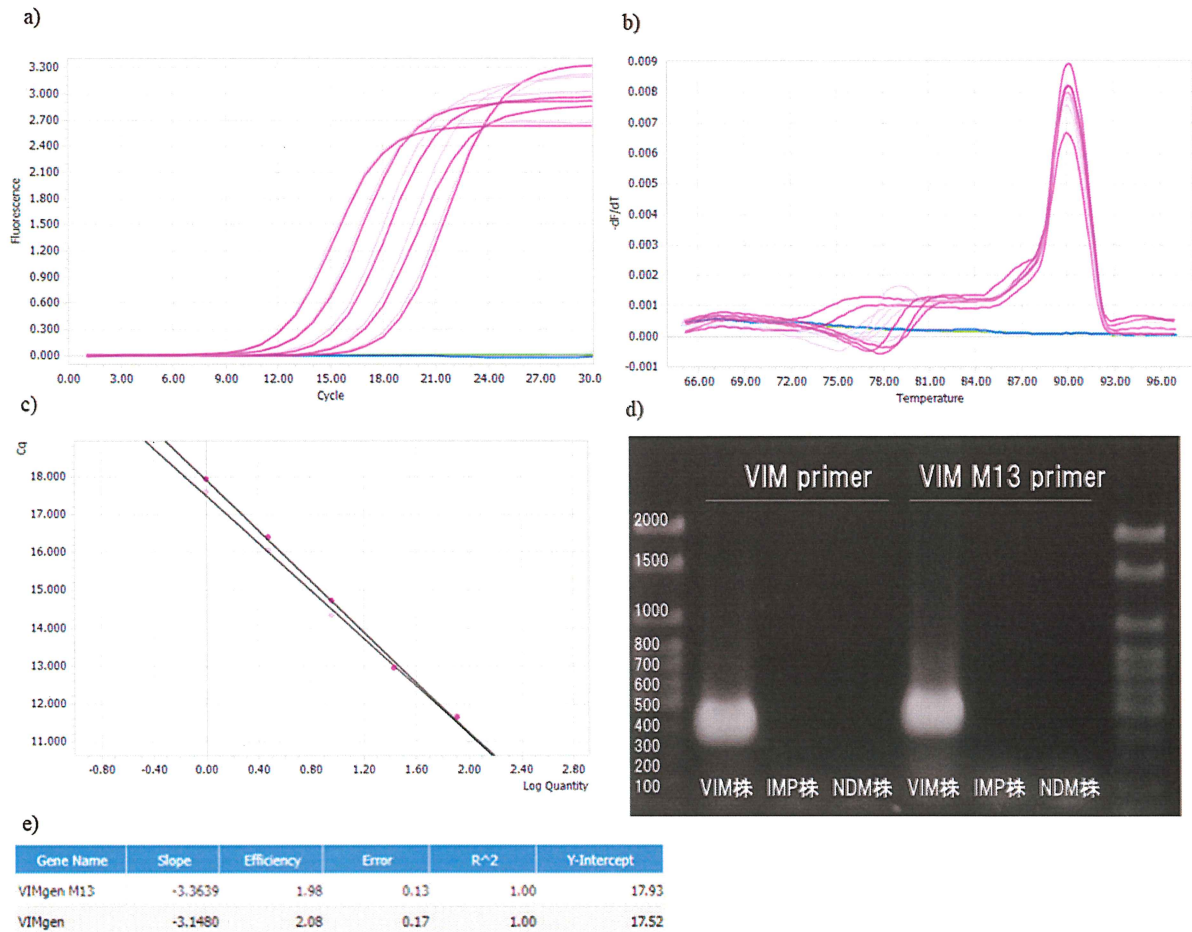 a)
3.300
3.000
2.700
2.400
2.100
1.800
1.500
1.200
0.900
0.600
0.300
0.000
Fluorescence
0.00 3.00 6.00 9.00 12.00 15.00 18.00 21.00 24.00 27.00 30.0
Cycle
b)
0.009
0.008
0.007
0.006
0.005
0.004
0.003
0.002
0.001
0.000
-0.001
-dF/dT
66.00 69.00 72.00 75.00 78.00 81.00 84.00 87.00 90.00 93.00 96.00
Temperature
c)
Cq
18.000
17.000
16.000
15.000
14.000
13.000
12.000
11.000
-0.80 -0.40 0.00 0.40 0.80 1.20 1.60 2.00 2.40 2.80
Log Quantity
d)
VIM primer VIM M13 primer
2000
1500
1000
800
700
600
500
400
300
200
100
VIM株 IMP株 NDM株 VIM株 IMP株 NDM株
e)
Gene Name Slope Efficiency Error R^2 Y-Intercept
VIMgen M13 -3.3639 1.98 0.13 1.00 17.93
VIMgen -3.1480 2.08 0.17 1.00 17.52